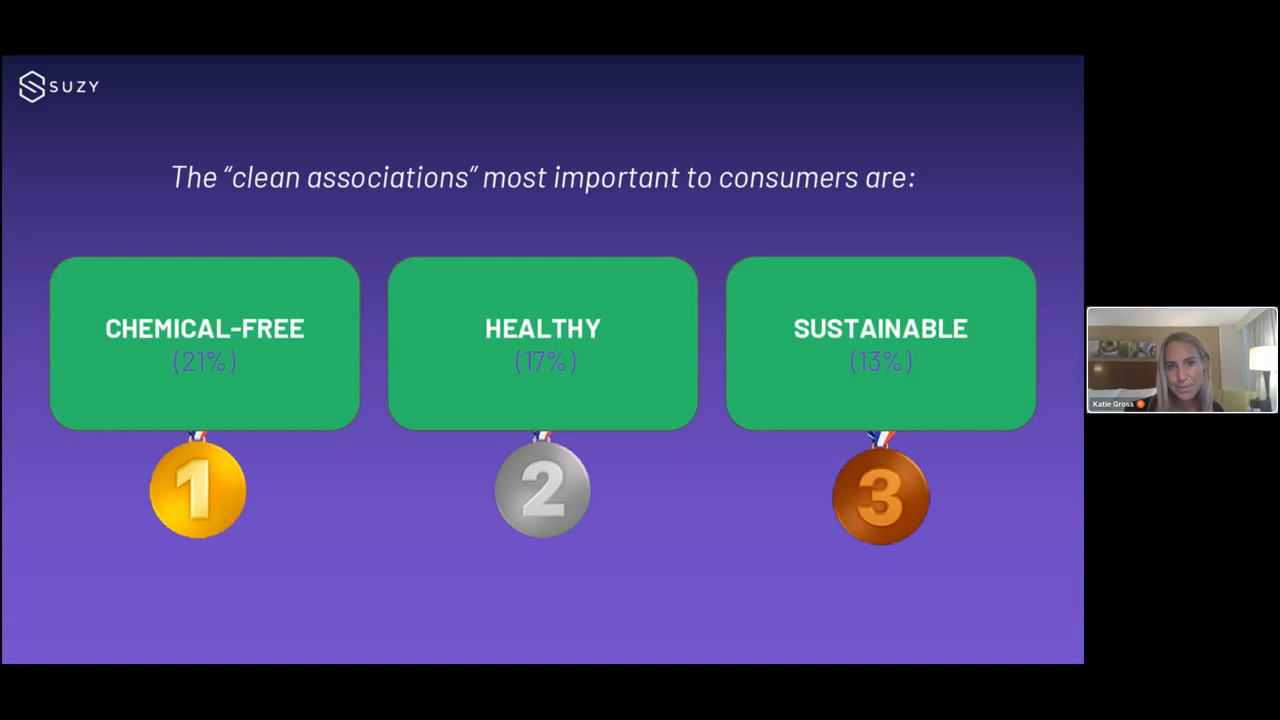 SUZY
The “clean associations” most important to consumers are:
CHEMICAL-FREE
(21%)
HEALTHY
(17%)
SUSTAINABLE
(13%)
1
2
3
Katie Gross